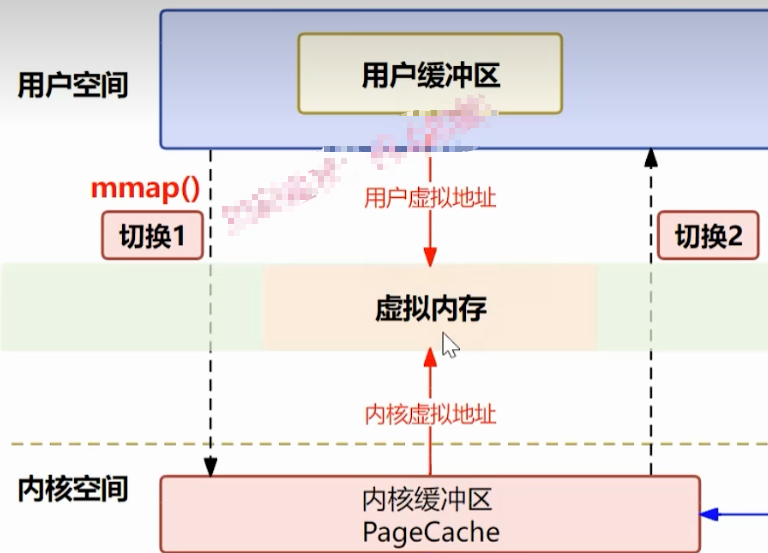 用户空间
用户缓冲区
mmap()
用户虚拟地址
切换1
切换2
虚拟内存
内核虚拟地址
内核空间
内核缓冲区
PageCache